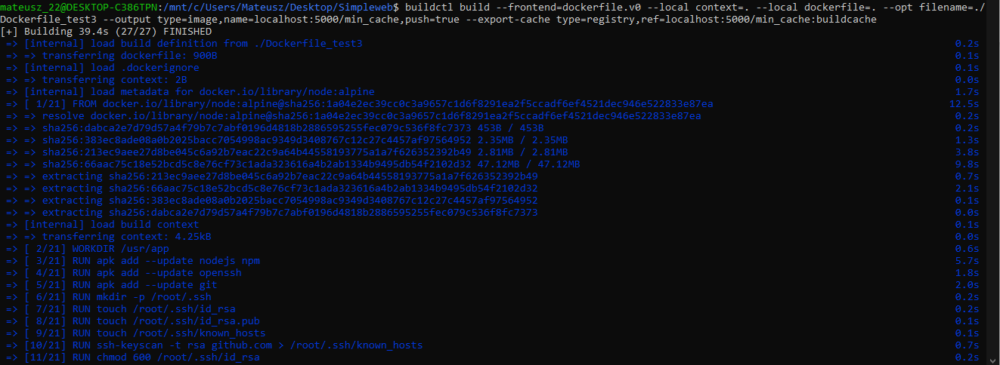 mateusz_22@DESKTOP-C386TPN:/mnt/c/Users/Mateusz/Desktop/Simpleweb$ buildctl build --frontend=dockerfile.v0 --local context=. --local dockerfile=. --opt filename=./
Dockerfile_test3 --output type=image,name=localhost:5000/min_cache,push=true --export-cache type=registry,ref=localhost:5000/min_cache:buildcache
[+] Building 39.4s (27/27) FINISHED
=> [internal] load build definition from ./Dockerfile_test3 0.2s
=> => transferring dockerfile: 900B 0.1s
=> [internal] load .dockerignore 0.1s
=> => transferring context: 2B 0.0s
=> [internal] load metadata for docker.io/library/node:alpine 1.7s
=> [ 1/21] FROM docker.io/library/node:alpine@sha256:1a04e2ec39cc0c3a9657c1d6f8291ea2f5ccadf6ef4521dec946e522833e87ea 12.5s
=> => resolve docker.io/library/node:alpine@sha256:1a04e2ec39cc0c3a9657c1d6f8291ea2f5ccadf6ef4521dec946e522833e87ea 0.2s
=> => sha256:dabca2e7d79d57a4f79b7c7abf0196d4818b2886595255fec079c536f8fc7373 453B / 453B 0.2s
=> => sha256:383ec8ade08a0b2025bacc7054998ac9349d3408767c12c27c4457af97564952 2.35MB / 2.35MB 1.3s
=> => sha256:213ec9aee27d8be045c6a92b7eac22c9a64b44558193775a1a7f626352392b49 2.81MB / 2.81MB 3.8s
=> => sha256:66aac75c18e52bcd5c8e76cf73c1ada323616a4b2ab1334b9495db54f2102d32 47.12MB / 47.12MB 9.8s
=> => extracting sha256:213ec9aee27d8be045c6a92b7eac22c9a64b44558193775a1a7f626352392b49 0.7s
=> => extracting sha256:66aac75c18e52bcd5c8e76cf73c1ada323616a4b2ab1334b9495db54f2102d32 2.1s
=> => extracting sha256:383ec8ade08a0b2025bacc7054998ac9349d3408767c12c27c4457af97564952 0.1s
=> => extracting sha256:dabca2e7d79d57a4f79b7c7abf0196d4818b2886595255fec079c536f8fc7373 0.0s
=> [internal] load build context 0.1s
=> => transferring context: 4.25kB 0.0s
=> [ 2/21] WORKDIR /usr/app 0.6s
=> [ 3/21] RUN apk add --update nodejs npm 5.7s
=> [ 4/21] RUN apk add --update openssh 1.8s
=> [ 5/21] RUN apk add --update git 2.0s
=> [ 6/21] RUN mkdir -p /root/.ssh 0.2s
=> [ 7/21] RUN touch /root/.ssh/id_rsa 0.2s
=> [ 8/21] RUN touch /root/.ssh/id_rsa.pub 0.1s
=> [ 9/21] RUN touch /root/.ssh/known_hosts 0.1s
=> [10/21] RUN ssh-keyscan -t rsa github.com > /root/.ssh/known_hosts 0.7s
=> [11/21] RUN chmod 600 /root/.ssh/id_rsa 0.2s